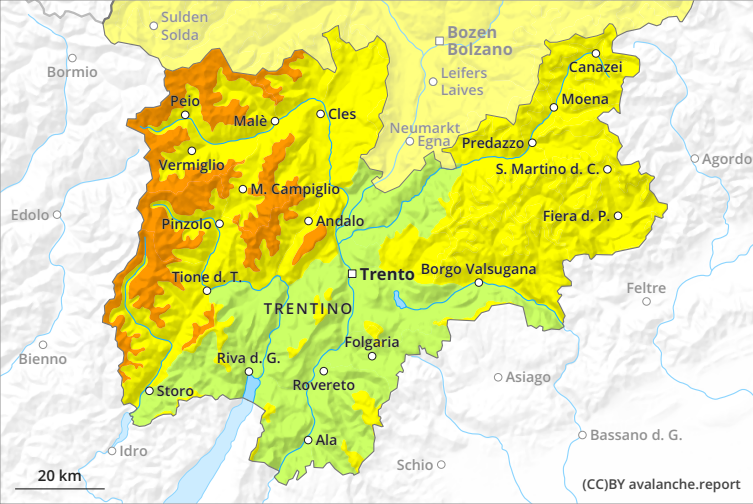 Sulden
Solda
Bozen
Bolzano
Canazei
Bormio
Leifers
Laives
Peio
Moena
Malè
Cles
Neumarkt
Egna
Predazzo
Vermiglio
Agordo
S. Martino d. C.
M. Campiglio
Edolo
Pinzolo
Andalo
Fiera d. P.
Trento
Borgo Valsugana
Tione d. T.
Feltre
TRENTINO
Folgaria
Bienno
Riva d. G.
Rovereto
Asiago
Storo
Ala
Bassano d. G.
Idro
Schio
20 km
(CC)BY avalanche.report